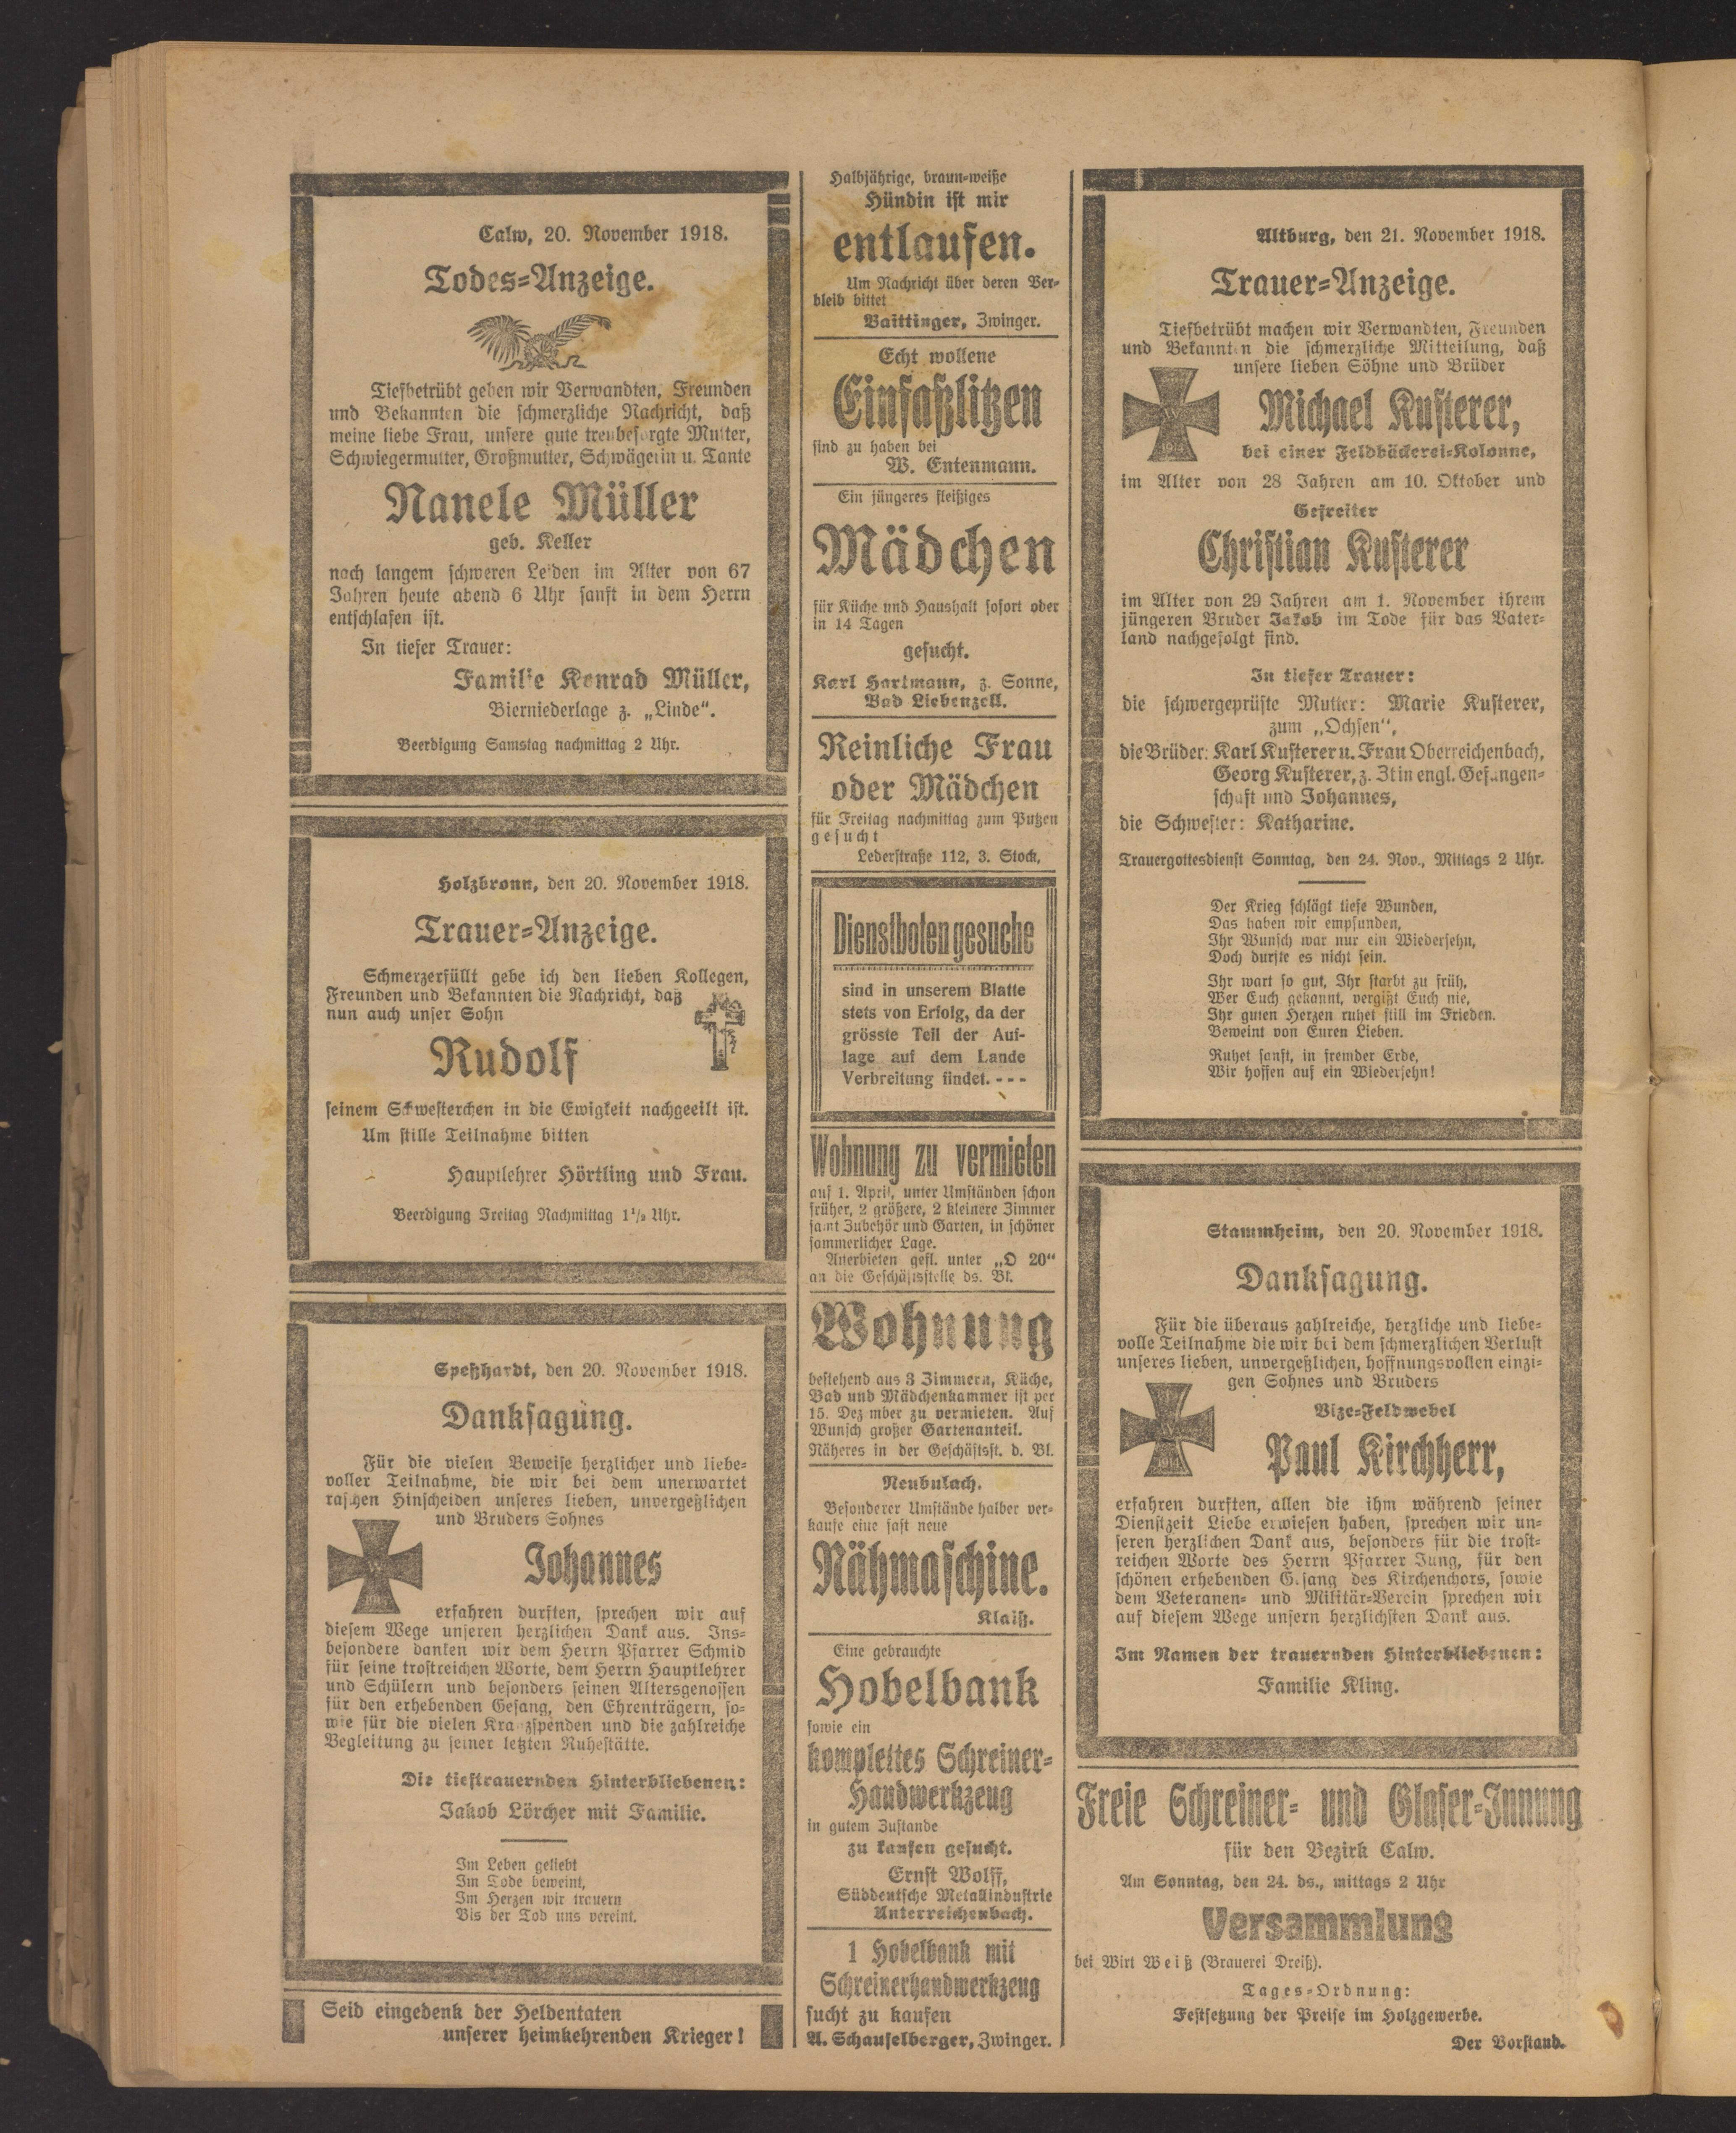 Calw, 20. November 1918.
Todes-Anzeige.
Tiefbetrübt geben wir Verwandten, Freunden
und Bekannten die schmerzliche Nachricht, daß
meine liebe Frau, unsere gute treubesorgte Mutter,
Schwiegermutter, Großmutter, Schwägerin u. Tante
Nanele Müller
geb. Keller
nach langem schweren Leiden im Alter von 67
Jahren heute abend 6 Uhr sanft in dem Herrn
entschlafen ist.
In tiefer Trauer:
Familie Konrad Müller,
Bierniederlage z. „Linde“.
Beerdigung Samstag nachmittag 2 Uhr.
Holzbronn, den 20. November 1918.
Trauer-Anzeige.
Schmerzerfüllt gebe ich den lieben Kollegen,
Freunden und Bekannten die Nachricht, daß
nun auch unser Sohn
Rudolf
seinem Schwesterchen in die Ewigkeit nachgeeilt ist.
Um stille Teilnahme bitten
Hauptlehrer Hörtling und Frau.
Beerdigung Freitag Nachmittag 1½ Uhr.
Speßhardt, den 20. November 1918.
Danksagung.
Für die vielen Beweise herzlicher und liebe-
voller Teilnahme, die wir bei dem unerwartet
raschen Hinscheiden unseres lieben, unvergeßlichen
und Bruders Sohnes
Johannes
erfahren durften, sprechen wir auf
diesem Wege unseren herzlichen Dank aus. Ins-
besondere danken wir dem Herrn Pfarrer Schmid
für seine trostreichen Worte, dem Herrn Hauptlehrer
und Schülern und besonders seinen Altersgenossen
für den erhebenden Gesang, den Ehrenträgern, so-
wie für die vielen Kranzspenden und die zahlreiche
Begleitung zu seiner letzten Ruhestätte.
Die tieftrauernden Hinterbliebenen:
Jakob Lörcher mit Familie.
Im Leben geliebt
Im Tode beweint,
Im Herzen wir trauern
Bis der Tod uns vereint.
Seid eingedenk der Heldentaten
unserer heimkehrenden Krieger!
Halbjährige, braun-weiße
Hündin ist mir
entlaufen.
Um Nachricht über deren Ver-
bleib bittet
Baittinger, Zwinger.
Echt wollene
Einfaßlitzen
sind zu haben bei
W. Entenmann.
Ein jüngeres fleißiges
Mädchen
für Küche und Haushalt sofort oder
in 14 Tagen
gesucht.
Karl Hartmann, z. Sonne,
Bad Liebenzell.
Reinliche Frau
oder Mädchen
für Freitag nachmittag zum Putzen
gesucht
Lederstraße 112, 3. Stock,
Dienstbotengesuche
sind in unserem Blatte
stets von Erfolg, da der
grösste Teil der Auf-
lage auf dem Lande
Verbreitung findet. - - -
Wohnung zu vermieten
auf 1. April, unter Umständen schon
früher, 2 größere, 2 kleinere Zimmer
samt Zubehör und Garten, in schöner
sommerlicher Lage.
Anerbieten gefl. unter „O 20“
an die Geschäftsstelle ds. Bl.
Wohnung
bestehend aus 3 Zimmern, Küche,
Bad und Mädchenkammer ist per
15. Dezember zu vermieten. Auf
Wunsch großer Gartenanteil.
Näheres in der Geschäftsst. d. Bl.
Neubulach.
Besonderer Umstände halber ver-
kaufe eine fast neue
Nähmaschine.
Klaiß.
Eine gebrauchte
Hobelbank
sowie ein
komplettes Schreiner-
Handwerkzeug
in gutem Zustande
zu kaufen gesucht.
Ernst Wolff,
Süddeutsche Metallindustrie
Unterreichenbach.
1 Hobelbank mit
Schreinerhandwerkzeug
sucht zu kaufen
A. Schaufelberger, Zwinger.
Altburg, den 21. November 1918.
Trauer-Anzeige.
Tiefbetrübt machen wir Verwandten, Freunden
und Bekannten die schmerzliche Mitteilung, daß
unsere lieben Söhne und Brüder
Michael Kusterer,
bei einer Feldbäckerei-Kolonne,
im Alter von 28 Jahren am 10. Oktober und
Gefreiter
Christian Kusterer
im Alter von 29 Jahren am 1. November ihrem
jüngeren Bruder Jakob im Tode für das Vater-
land nachgefolgt sind.
In tiefer Trauer:
die schwergeprüfte Mutter: Marie Kusterer,
zum „Ochsen“,
die Brüder: Karl Kusterer u. Frau Oberreichenbach,
Georg Kusterer, z. Zt in engl. Gefangen-
schaft und Johannes,
die Schwester: Katharine.
Trauergottesdienst Sonntag, den 24. Nov., Mittags 2 Uhr.
Der Krieg schlägt tiefe Wunden,
Das haben wir empfunden,
Ihr Wunsch war nur ein Wiedersehn,
Doch durfte es nicht sein.
Ihr wart so gut, Ihr starbt zu früh,
Wer Euch gekannt, vergißt Euch nie,
Ihr guten Herzen ruhet still im Frieden.
Beweint von Euren Lieben.
Ruhet sanft, in fremder Erde,
Wir hoffen auf ein Wiedersehn!
Stammheim, den 20. November 1918.
Danksagung.
Für die überaus zahlreiche, herzliche und liebe-
volle Teilnahme die wir bei dem schmerzlichen Verlust
unseres lieben, unvergeßlichen, hoffnungsvollen einzi-
gen Sohnes und Bruders
Vize-Feldwebel
Paul Kirchherr,
erfahren durften, allen die ihm während seiner
Dienstzeit Liebe erwiesen haben, sprechen wir un-
seren herzlichen Dank aus, besonders für die trost-
reichen Worte des Herrn Pfarrer Jung, für den
schönen erhebenden Gesang des Kirchenchors, sowie
dem Veteranen- und Militär-Verein sprechen wir
auf diesem Wege unsern herzlichsten Dank aus.
Im Namen der trauernden Hinterbliebenen:
Familie Kling.
Freie Schreiner- und Glaser-Innung
für den Bezirk Calw.
Am Sonntag, den 24. ds., mittags 2 Uhr
Versammlung
bei Wirt Weiß (Brauerei Dreiß).
Tages-Ordnung:
Festsetzung der Preise im Holzgewerbe.
Der Vorstand.